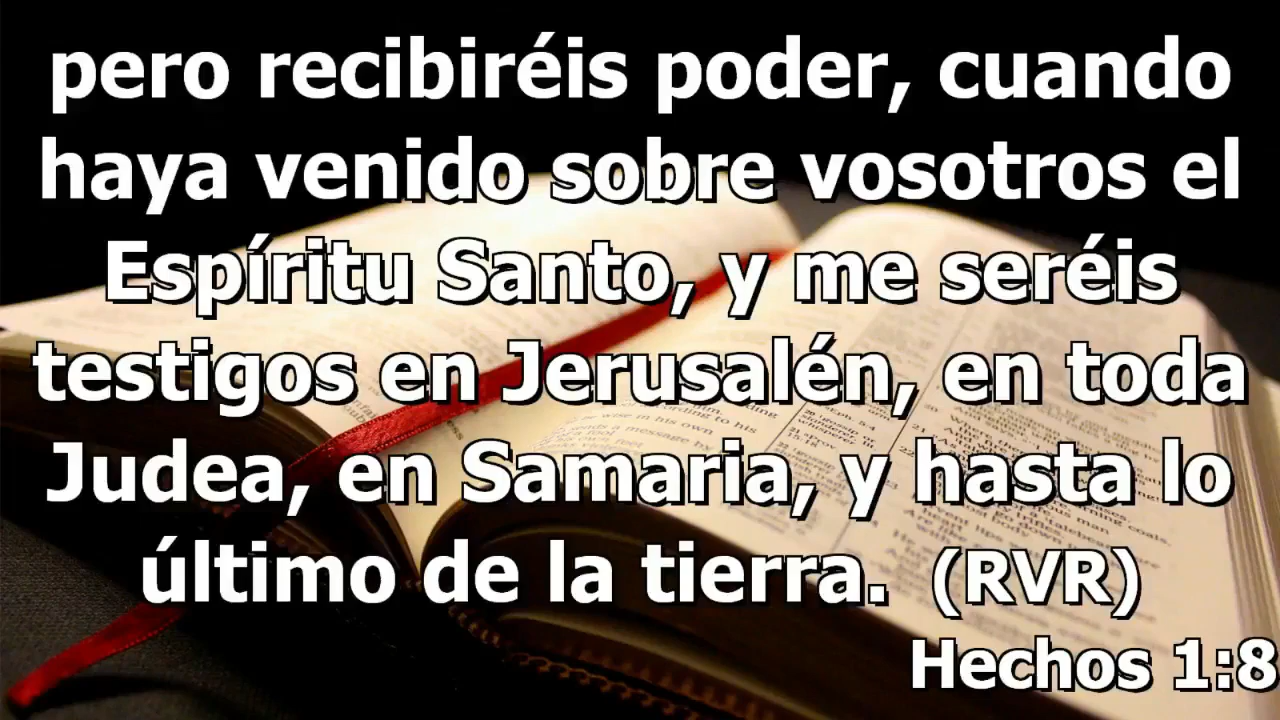 pero recibiréis poder, cuando
haya venido sobre vosotros el
Espíritu Santo, y me seréis
testigos en Jerusalén, en toda
Judea, en Samaria, y hasta lo
último de la tierra. (RVR)
Hechos 1:8